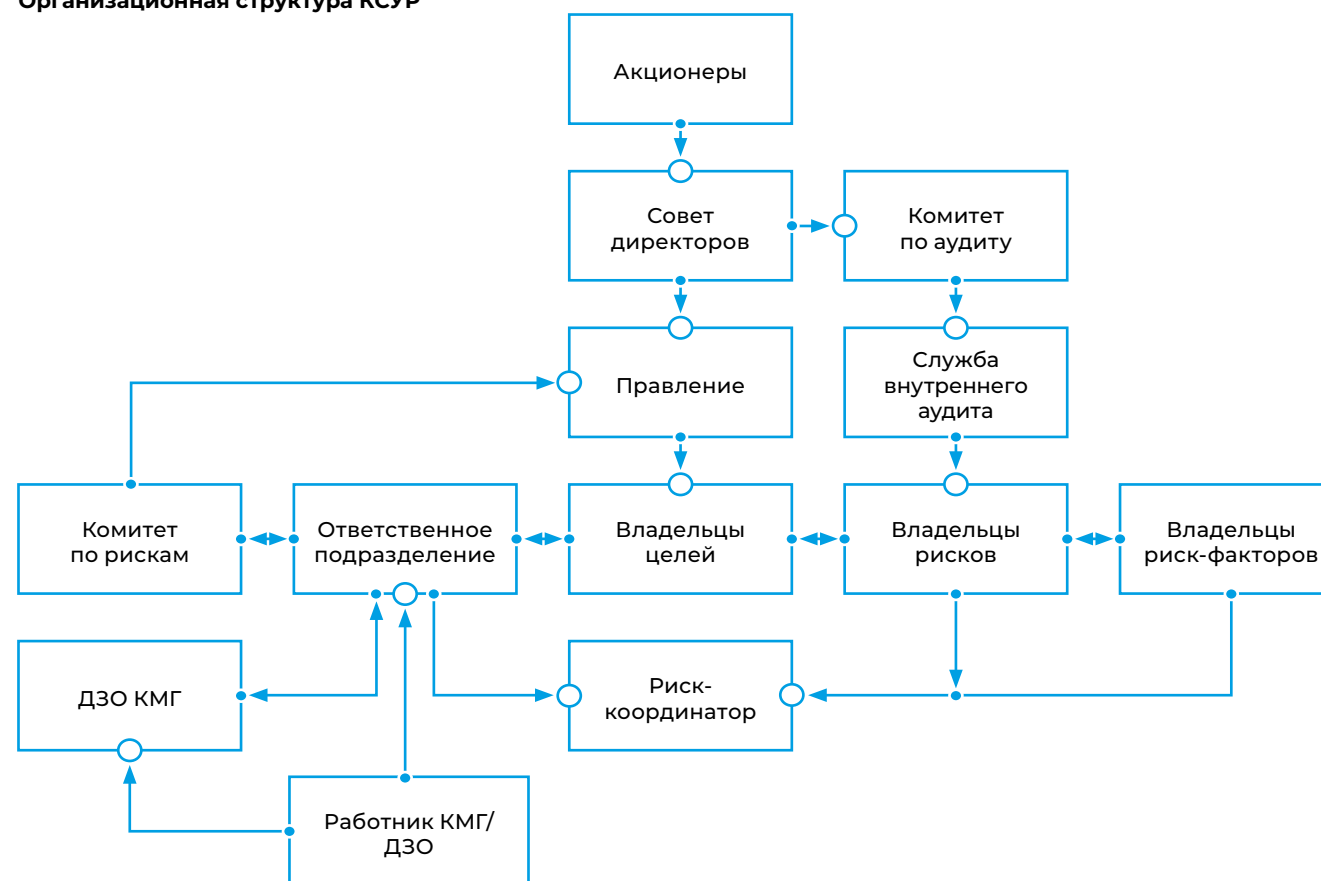 Организационная структура КСУР
Акционеры
Совет
директоров
Комитет
по аудиту
Правление
Служба
внутреннего
аудита
Комитет
по рискам
Ответственное
подразделение
Владельцы
целей
Владельцы
рисков
Владельцы
риск-факторов
ДЗО КМГ
Риск-
координатор
Работник КМГ/
ДЗО